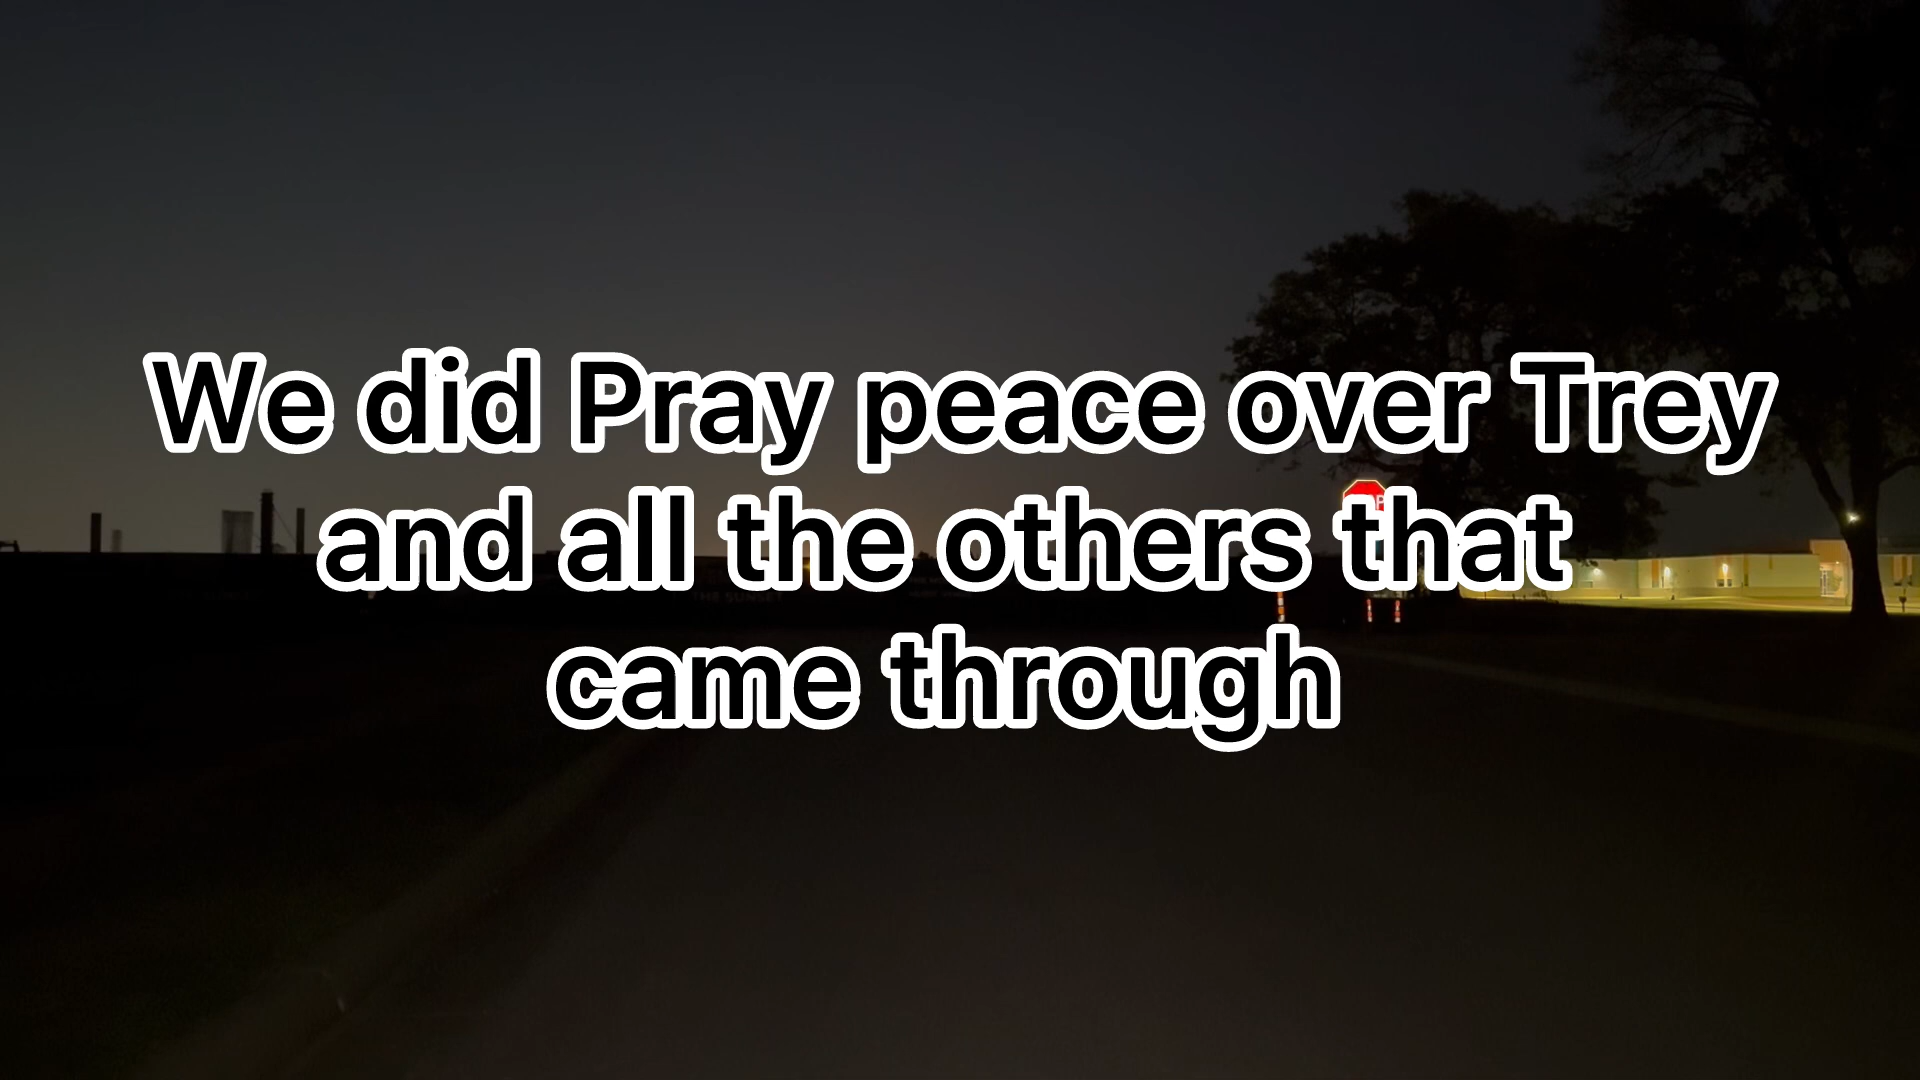 We did Pray peace over Trey
and all the others that
came through